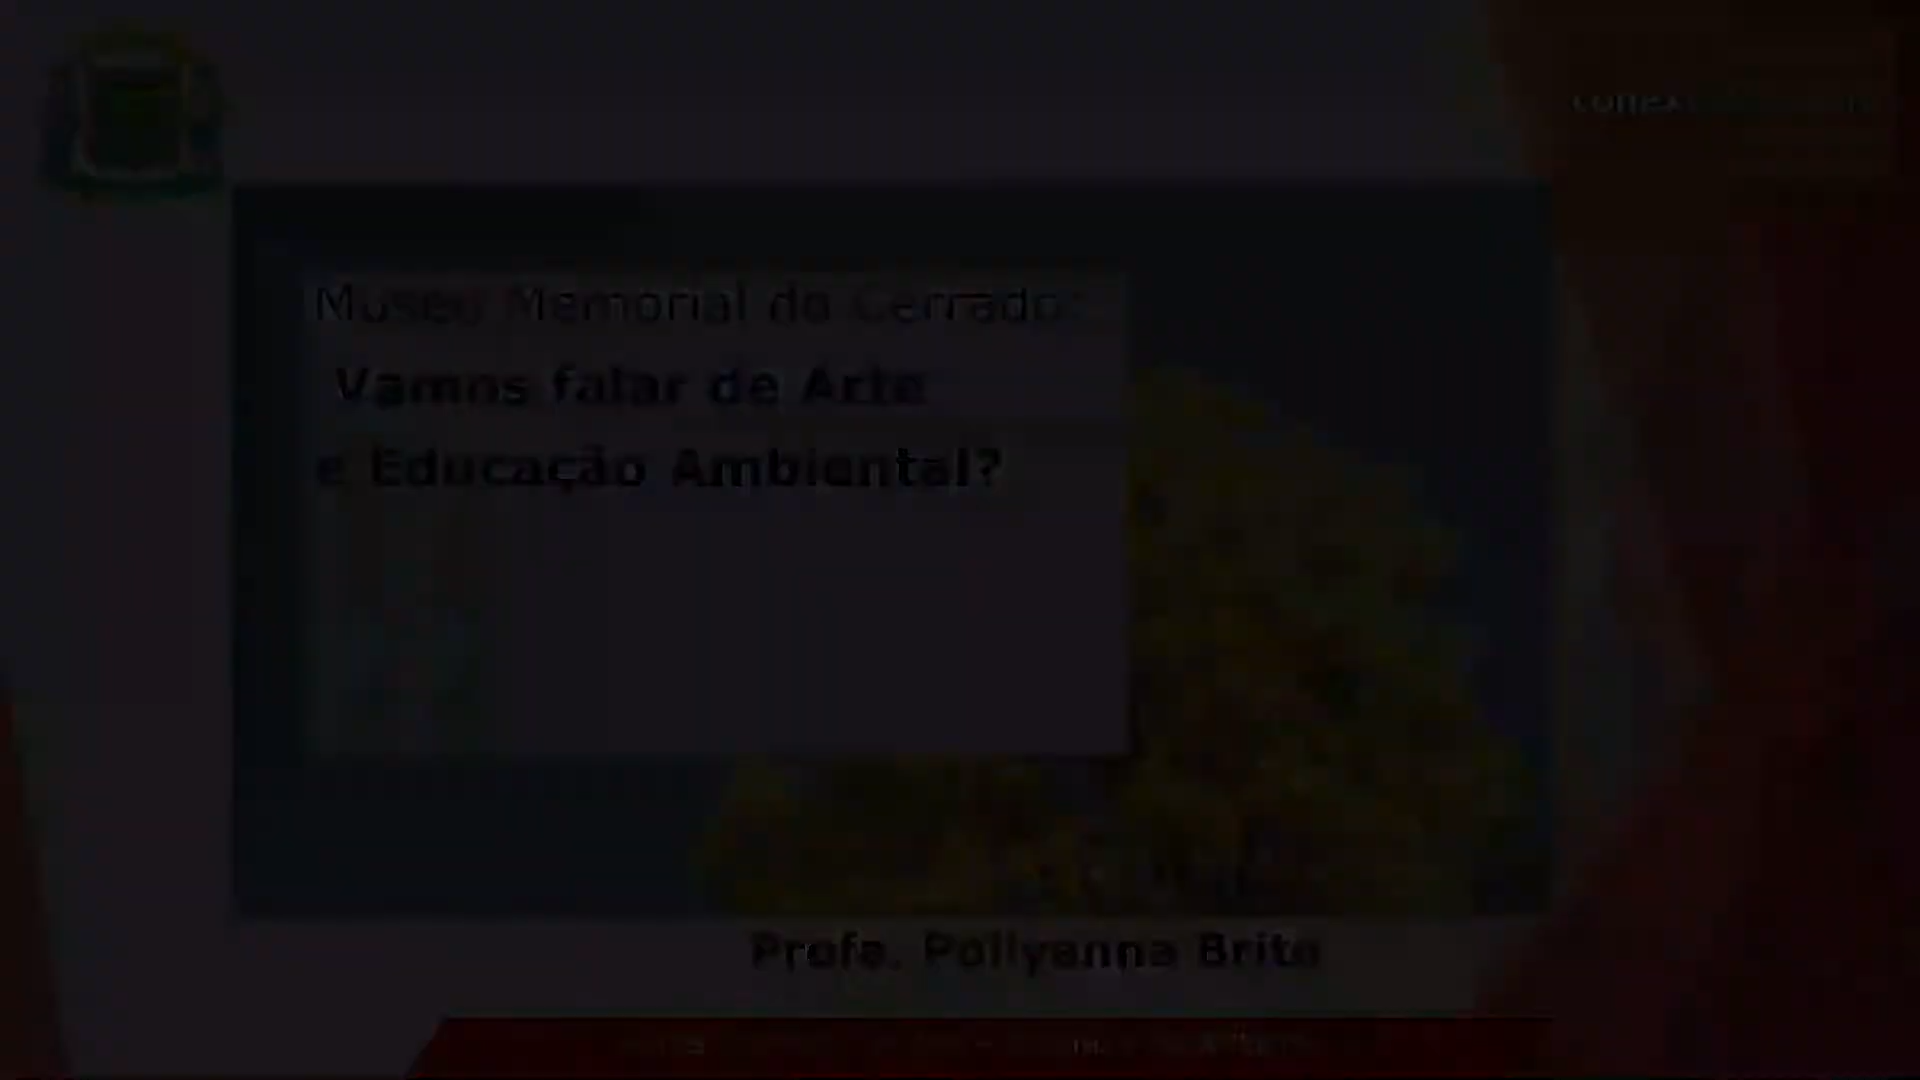 Museu Memorial do Cerrado:
Vamos falar de Arte
e Educação Ambiental?
Profa. Pollyanna Brito